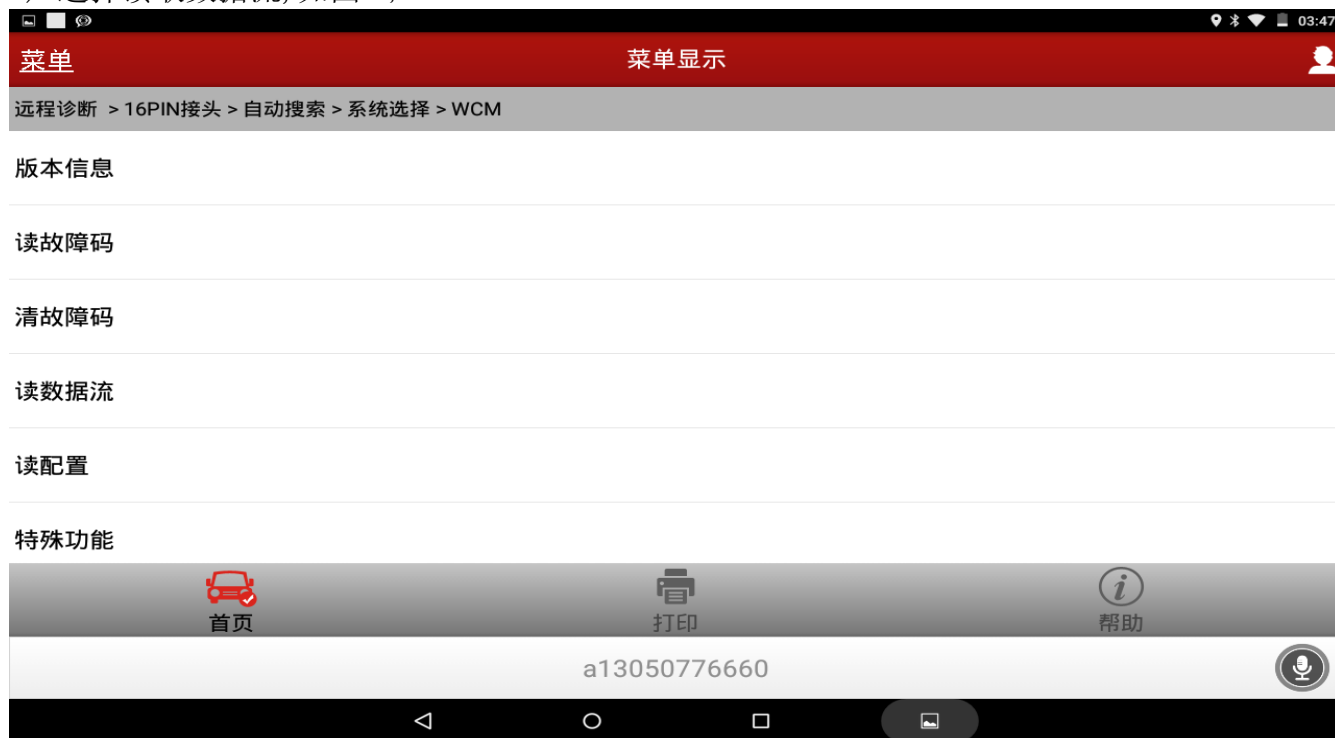 03:47
菜单
菜单显示
远程诊断 > 16PIN接头 > 自动搜索 > 系统选择 > WCM
版本信息
读故障码
清故障码
读数据流
读配置
特殊功能
首页
打印
帮助
a13050776660